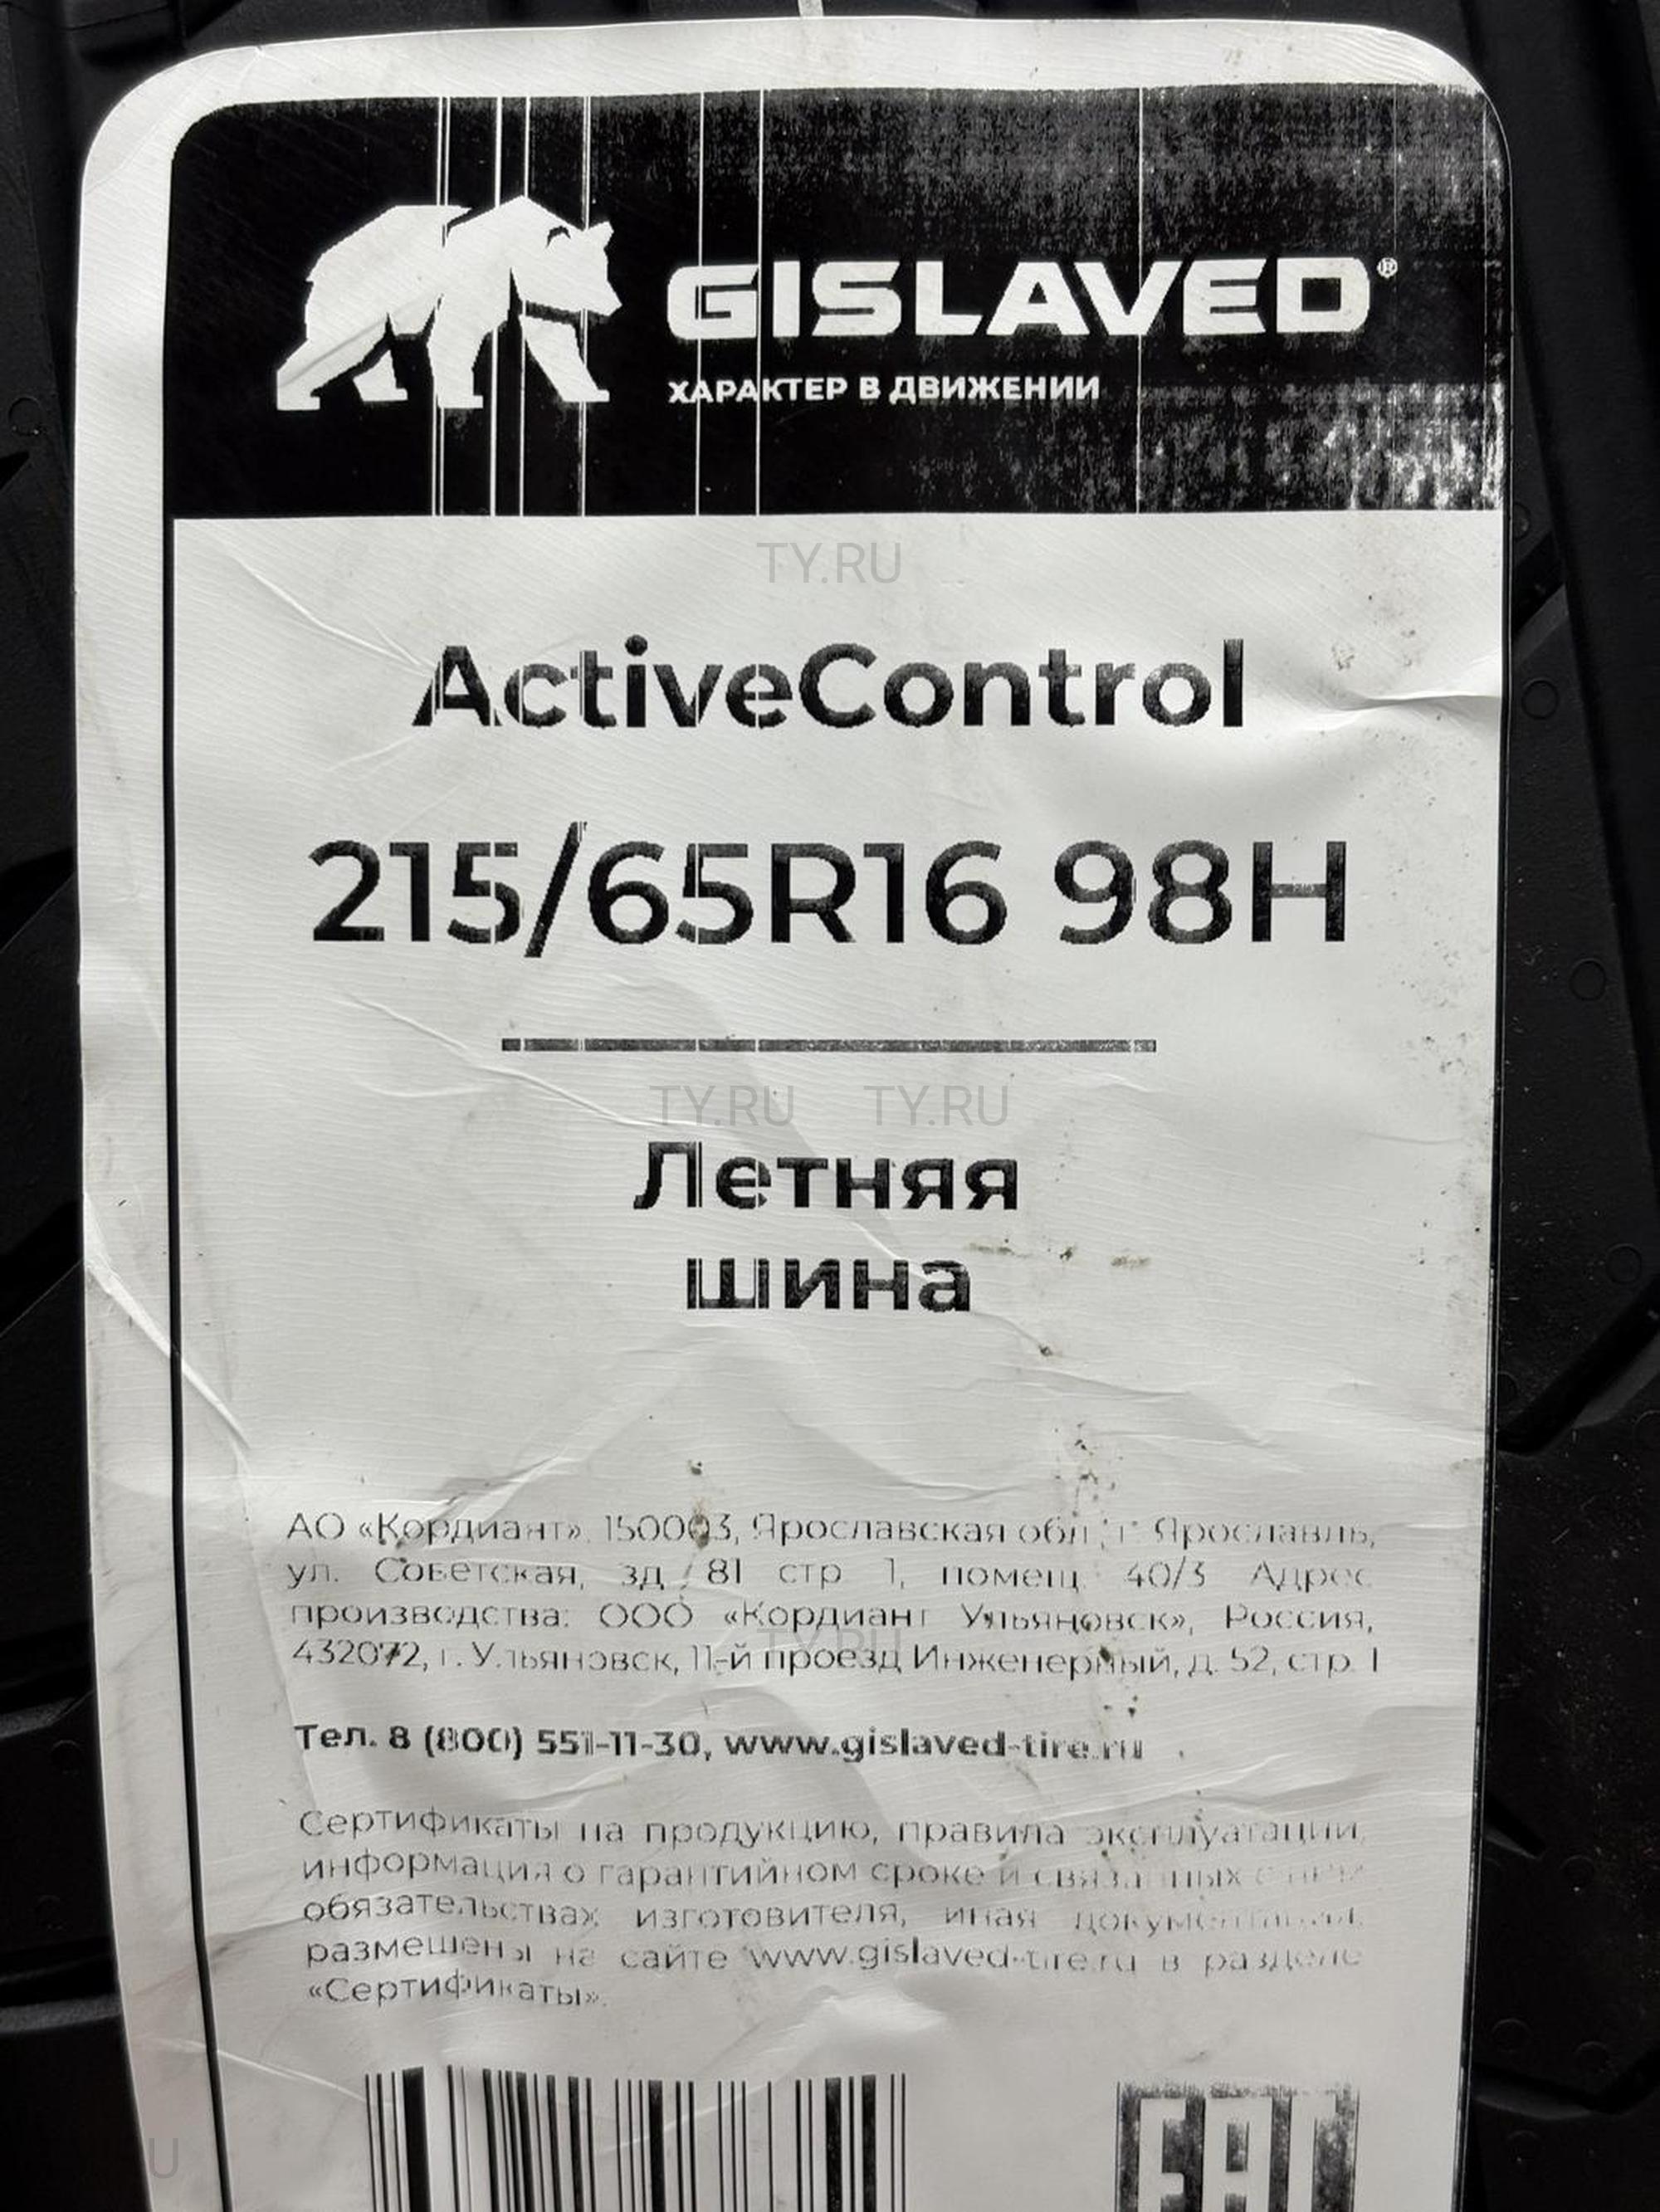 GISLAVED®
ХАРАКТЕР В ДВИЖЕНИИ
TY.RU
ActiveControl
215/65R16 98H
TY.RU TY.RU
Летняя
шина
АО «Кордиант», 150003, Ярославская обл., г. Ярославль,
ул. Советская, зд. 81 стр 1, помещ. 40/3 Адрес
производства: ООО «Кордиант Ульяновск», Россия,
TY.RU
432072, г. Ульяновск, 11-й проезд Инженерный, д. 52, стр. 1
Тел. 8 (800) 551-11-30, www.gislaved-tire.ru
Сертификаты на продукцию, правила эксплуатации,
информация о гарантийном сроке и связанных с ним
обязательствах изготовителя, иная документация,
размещены на сайте www.gislaved-tire.ru в разделе
«Сертификаты».
EAC
U